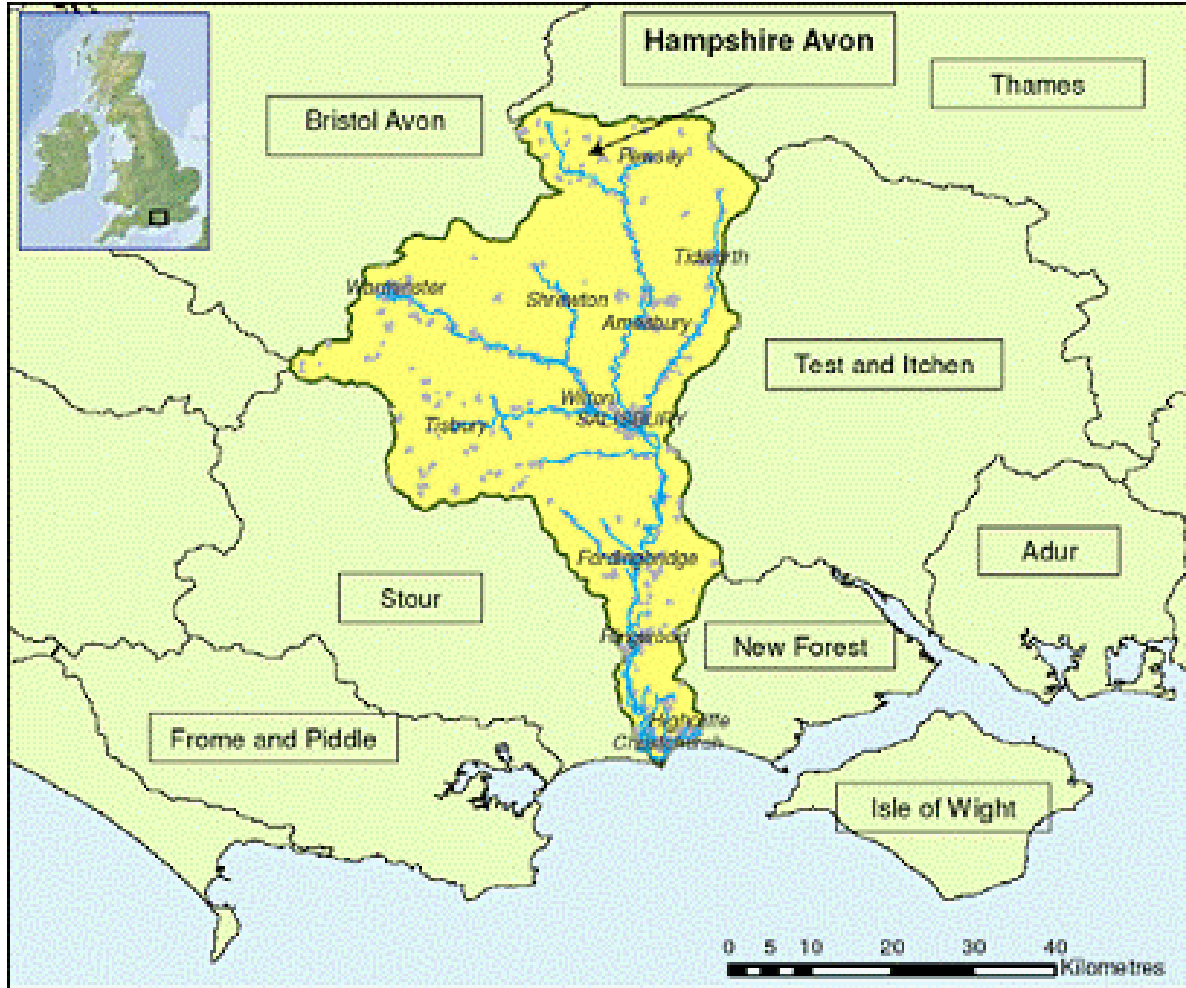 Hampshire Avon
Thames
Bristol Avon
Pewsey
Tidworth
Warminster
Shrewton
Amesbury
Test and Itchen
Wilton
SALISBURY
Tisbury
Adur
Fordingbridge
Stour
Ringwood
New Forest
Highcliffe
Frome and Piddle
Christchurch
Isle of Wight
0 5 10 20 30 40
Kilometres